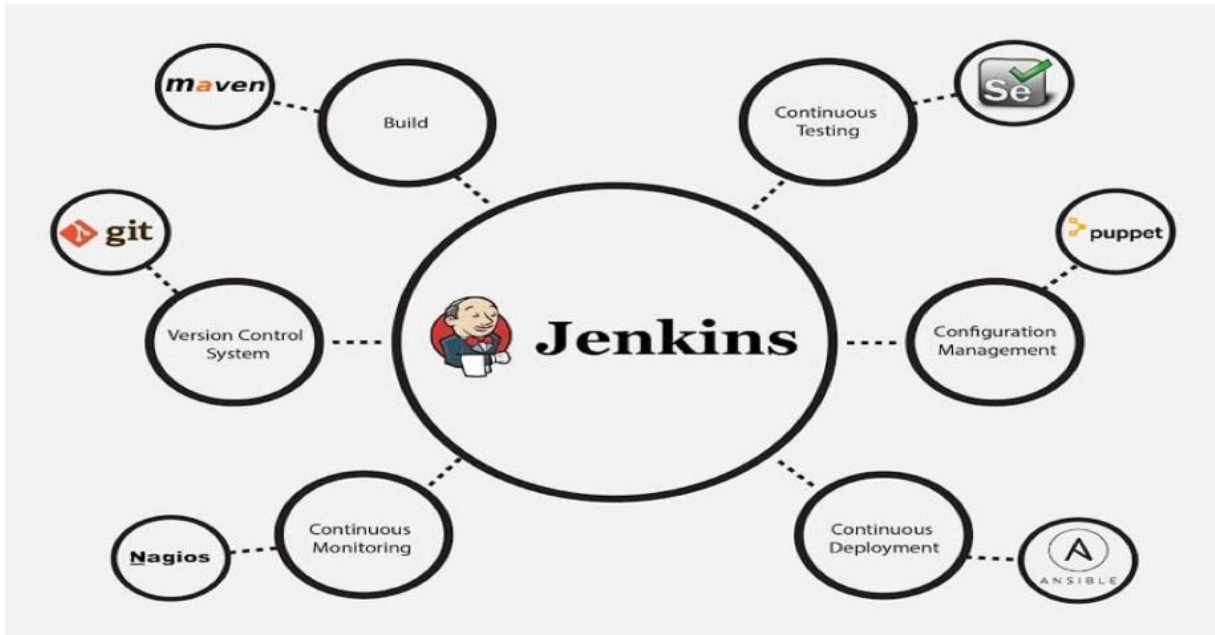 maven
Build
Continuous
Testing
Se
git
puppet
Version Control
System
Jenkins
Configuration
Management
Continuous
Monitoring
Nagios
Continuous
Deployment
A
ANSIBLE